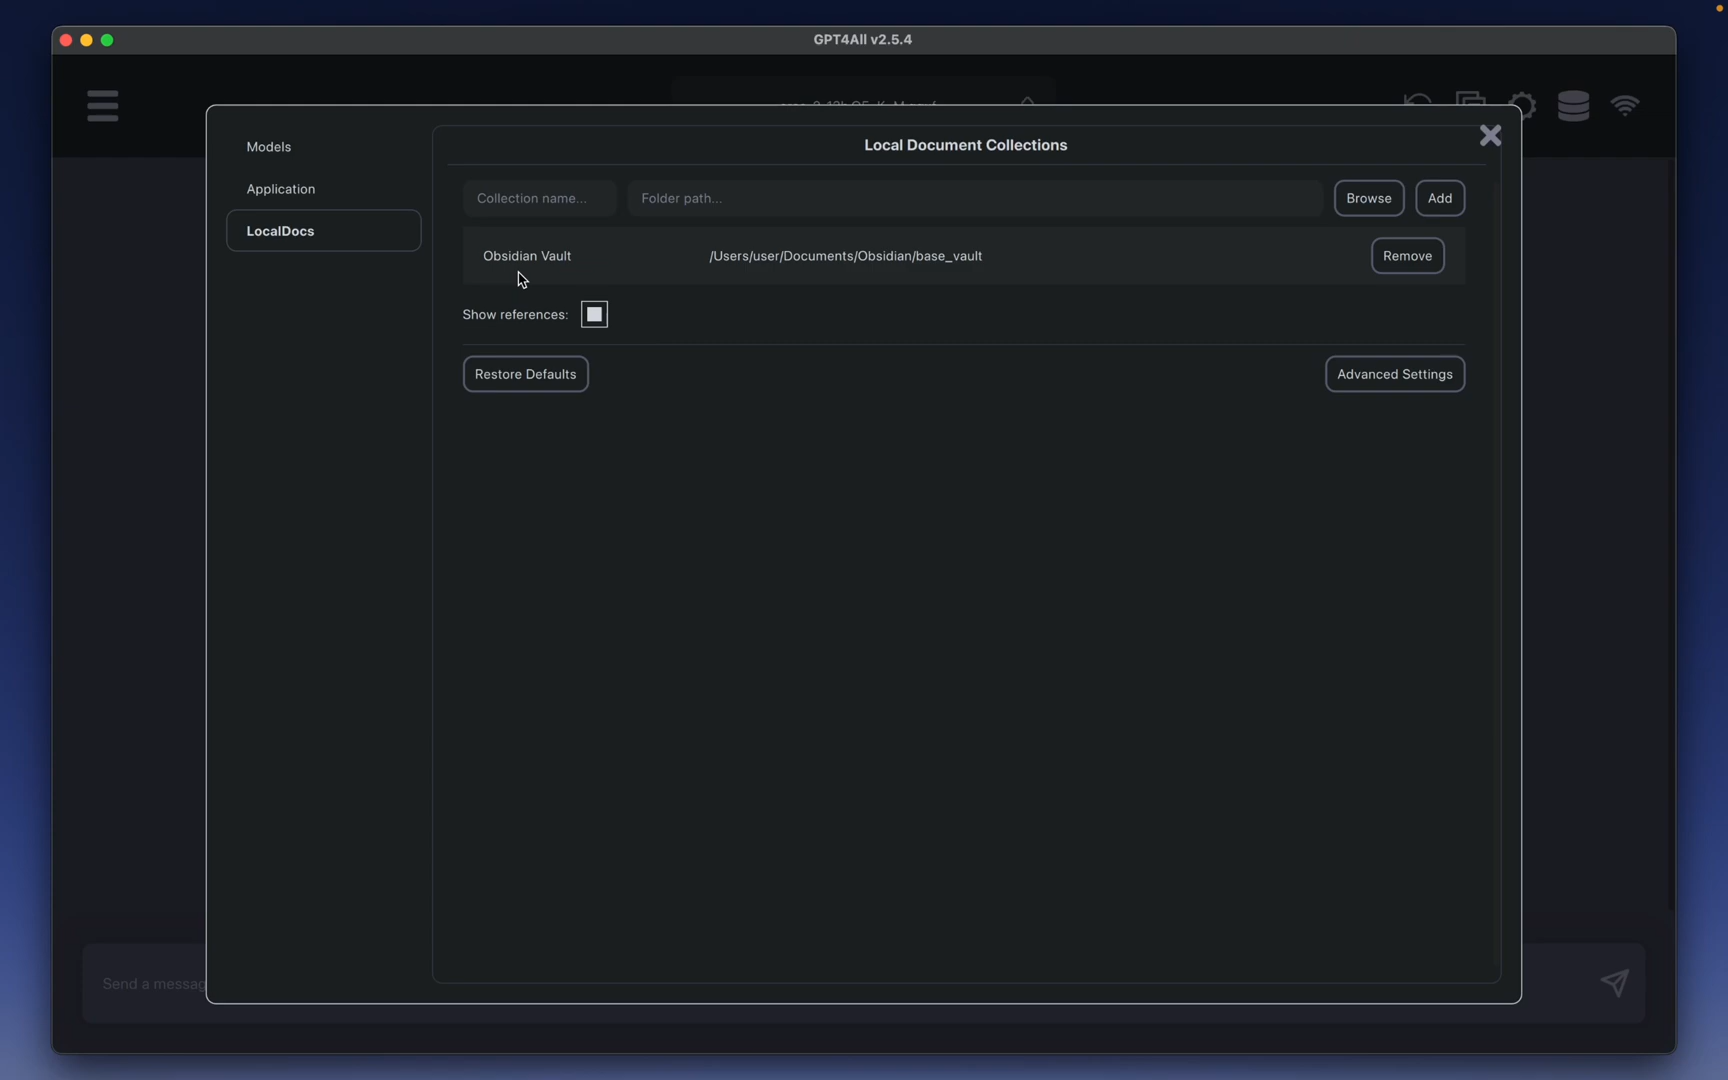 GPT4All v2.5.4
Models
Application
LocalDocs
Local Document Collections
Collection name...
Folder path...
Browse
Add
Obsidian Vault
/Users/user/Documents/Obsidian/base_vault
Remove
Show references:
Restore Defaults
Advanced Settings
Send a messag